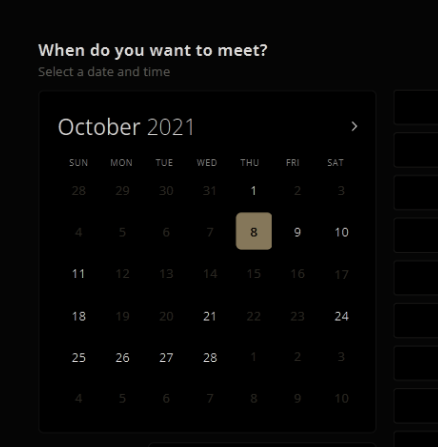 When do you want to meet?
Select a date and time
October 2021 >
SUN MON TUE WED THU FRI SAT
28 29 30 31 1 2 3
4 5 6 7 8 9 10
11 12 13 14 15 16 17
18 19 20 21 22 23 24
25 26 27 28 1 2 3
4 5 6 7 8 9 10